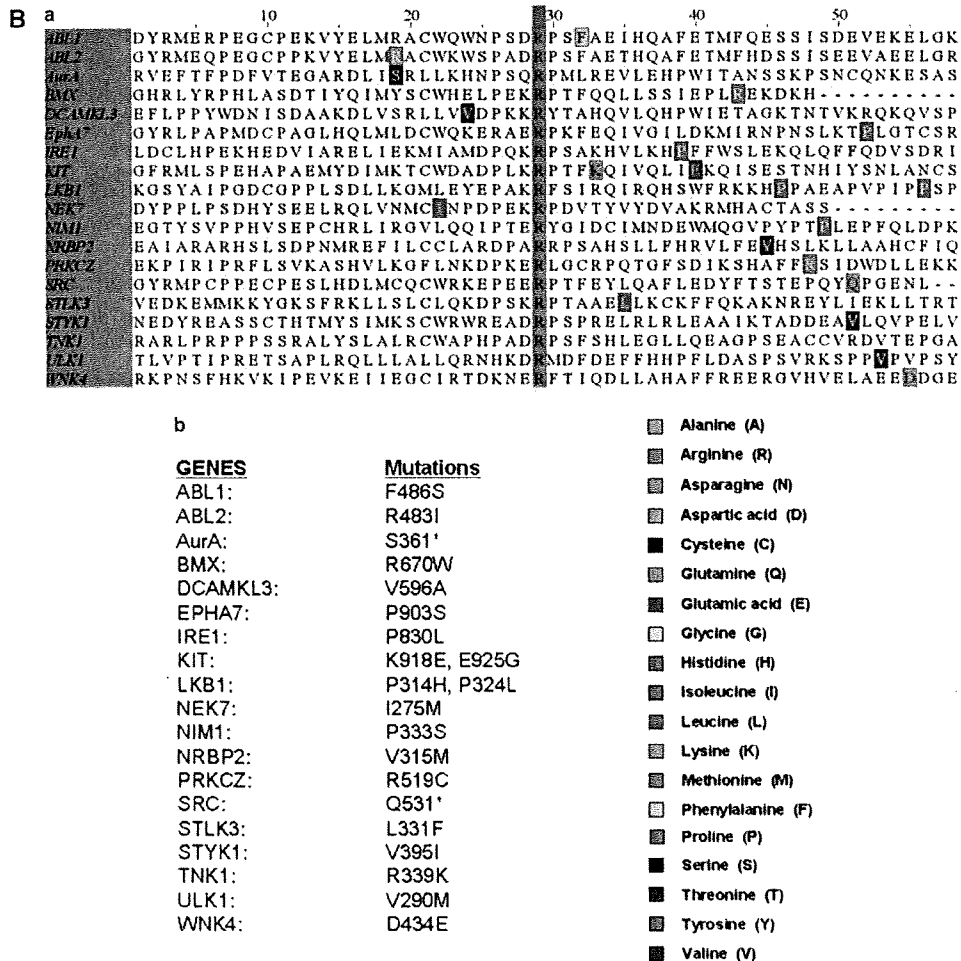 B
a
10 20 30 40 50
ABL1 DYRMERPEGCPEKVYELMRACWQWNPSDRPSFAEIHQAFETMFQESSISDEVEKELGK
ABL2 GYRMEQPEGCPPKVYELMRACWKWSPADRPSFAETHQAFETMFHDSSISEEVAEELGR
AurA RVEFTFPDFVTEGARDLISRLLKHNPSQRPMLREVLEHPWITANSSKPSNCQNKESAS
BMX GHRLYRPHLASDTIYQIMYSCWHELPEKRPTFQQLLSSIEPLREKDKH----------
DCAMKL3 EFLPPYWDNISDAAKDLVSRLLVVDPKKRYTAHQVLQHPWIETAGKTNTVKRQKQVSP
EphA7 GYRLPAPMDCPAGLHQLMLDCWQKERAERPKFEQIVGILDKMIRNPNSLKTPLGTCSR
IRE1 LDCLHPEKHEDVIARELIEKMIAMDPQKRPSAKHVLKHPFFWSLEKQLQFFQDVSDRI
KIT GFRMLSPEHAPAEMYDIMKTCWDADPLKRPTFKQIVQLIEKQISESTNHIYSNLANCS
LKB1 KGSYAIPGDCGPPLSDLLKGMLEYEPAKRFSIRQIRQHSWFRKKHPPAEAPVPIPPSP
NEK7 DYPPLPSDHYSEELRQLVNMCINPDPEKRPDVTYVYDVAKRMHACTASS---------
NIM1 EGTYSVPPHVSEPCHRLIRGVLQQIPTERYGIDCIMNDEWMQGVPYPTPLEPFQLDPK
NRBP2 EAIARARHSLSDPNMREFILCCLARDPARRPSAHSLLFHRVLFEVHSLKLLAAHCFIQ
PRKCZ EKPIRIPRFLSVKASHVLKGFLNKDPKERLGCRPQTGFSDIKSHAFFRSIDWDLLEKK
SRC GYRMPCPPECPESLHDLMCQCWRKEPEERPTFEYLQAFLEDYFTSTEPQYQPGENL--
STLK3 VEDKEMMKKYGKSFRKLLSLCLQKDPSKRPTAAELLKCKFFQKAKNREYLIEKLLTRT
STYK1 NEDYREASSCTHTMYSIMKSCWRWREADRPSPRELRLRLEAAIKTADDEAVLQVPELV
TNK1 RARLPRPPPCSRALYSLALRCWAPHPADRPSFSHLEGLLQEAGPSEACCVRDVTEPGA
ULK1 TLVPTIPRETSAPLRQLLLALLQRNHKDRMDFDEFFHHPFLDASPSVRKSPPVPVPSY
WNK4 RKPNSFHKVKIPEVKEIIEGCIRTDKNERFTIQDLLAHAFFREERGVHVELAEEDDGE
b
GENES Mutations
ABL1: F486S
ABL2: R483I
AurA: S361*
BMX: R670W
DCAMKL3: V596A
EPHA7: P903S
IRE1: P830L
KIT: K918E, E925G
LKB1: P314H, P324L
NEK7: I275M
NIM1: P333S
NRBP2: V315M
PRKCZ: R519C
SRC: Q531*
STLK3: L331F
STYK1: V395I
TNK1: R339K
ULK1: V290M
WNK4: D434E
Alanine (A)
Arginine (R)
Asparagine (N)
Aspartic acid (D)
Cysteine (C)
Glutamine (Q)
Glutamic acid (E)
Glycine (G)
Histidine (H)
Isoleucine (I)
Leucine (L)
Lysine (K)
Methionine (M)
Phenylalanine (F)
Proline (P)
Serine (S)
Threonine (T)
Tyrosine (Y)
Valine (V)